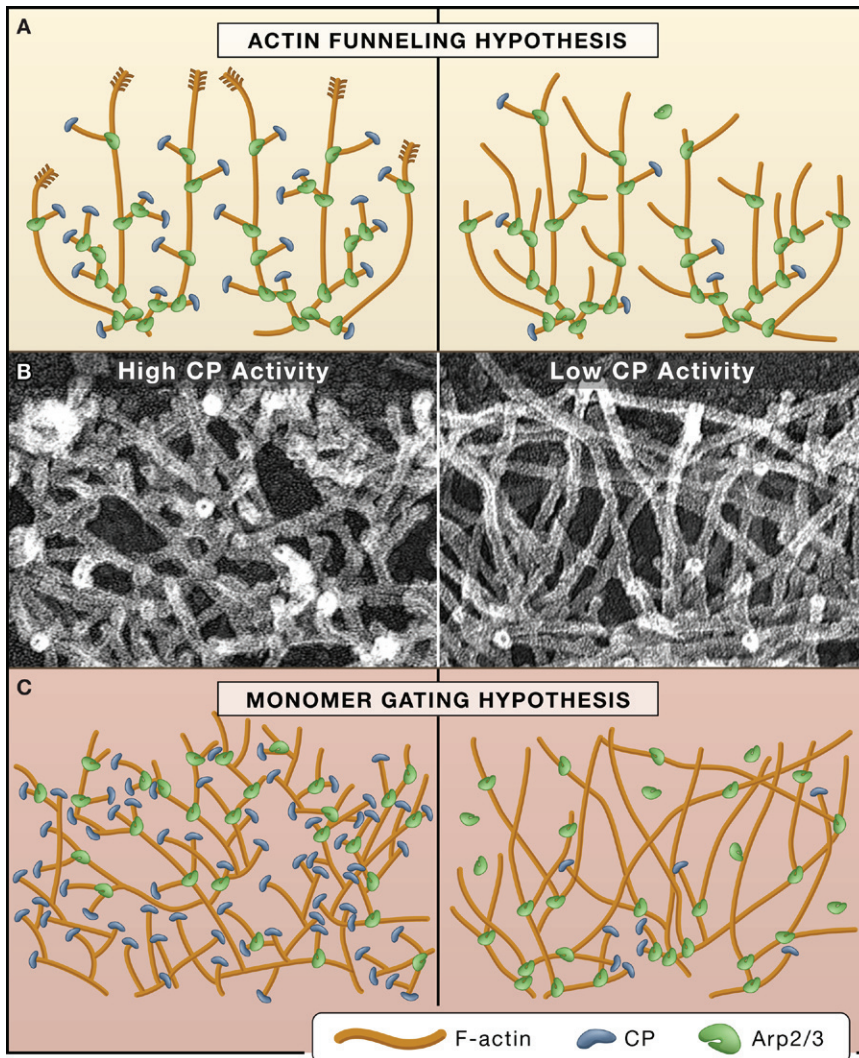 A
ACTIN FUNNELING HYPOTHESIS
B
High CP Activity
Low CP Activity
C
MONOMER GATING HYPOTHESIS
F-actin
CP
Arp2/3